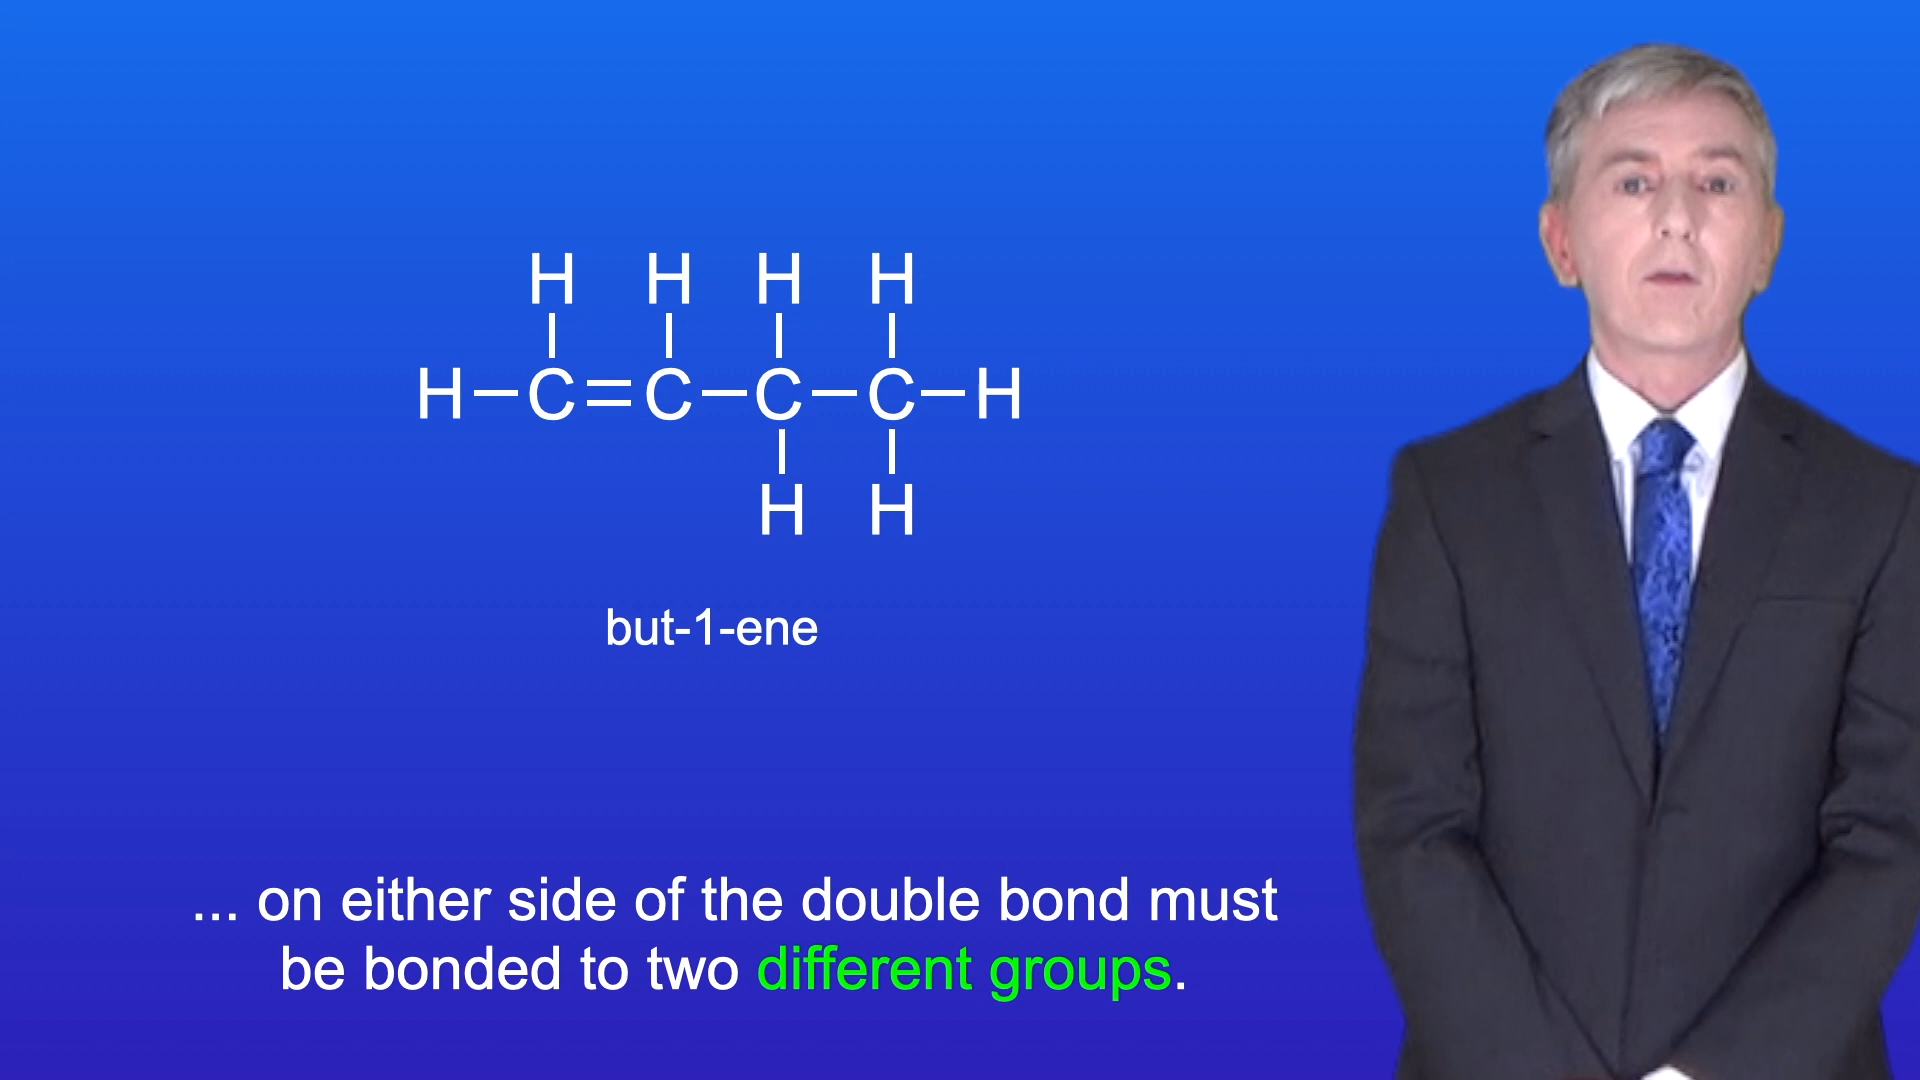 H H H H
H-C=C-C-C-H
H H
but-1-ene
... on either side of the double bond must
be bonded to two different groups.